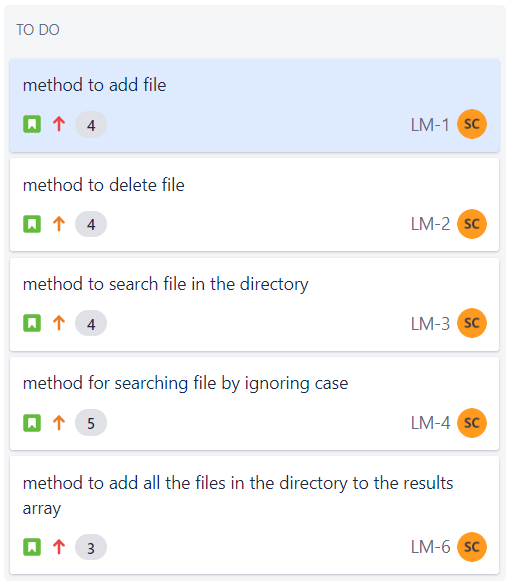 TO DO
method to add file
4 LM-1 SC
method to delete file
4 LM-2 SC
method to search file in the directory
4 LM-3 SC
method for searching file by ignoring case
5 LM-4 SC
method to add all the files in the directory to the results
array
3 LM-6 SC